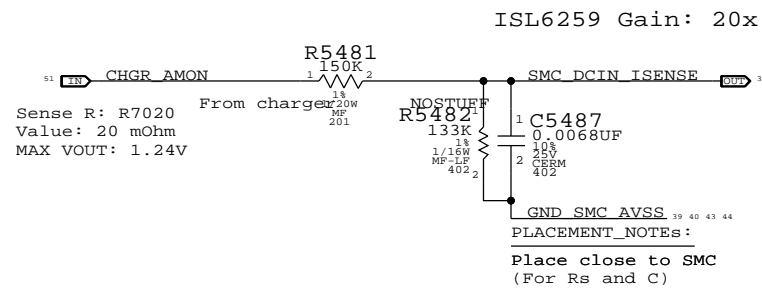 ISL6259 Gain: 20x
R5481
150K
51 IN CHGR_AMON 1 2 SMC_DCIN_ISENSE OUT 3
1%
1/20W
MF
201
From charger
NOSTUFF
Sense R: R7020
Value: 20 mOhm
MAX VOUT: 1.24V
R5482 1
133K
1%
1/16W
MF-LF
402 2
1 C5487
0.0068UF
10%
25V
2 CERM
402
GND_SMC_AVSS 39 40 43 44
PLACEMENT_NOTEs:
Place close to SMC
(For Rs and C)